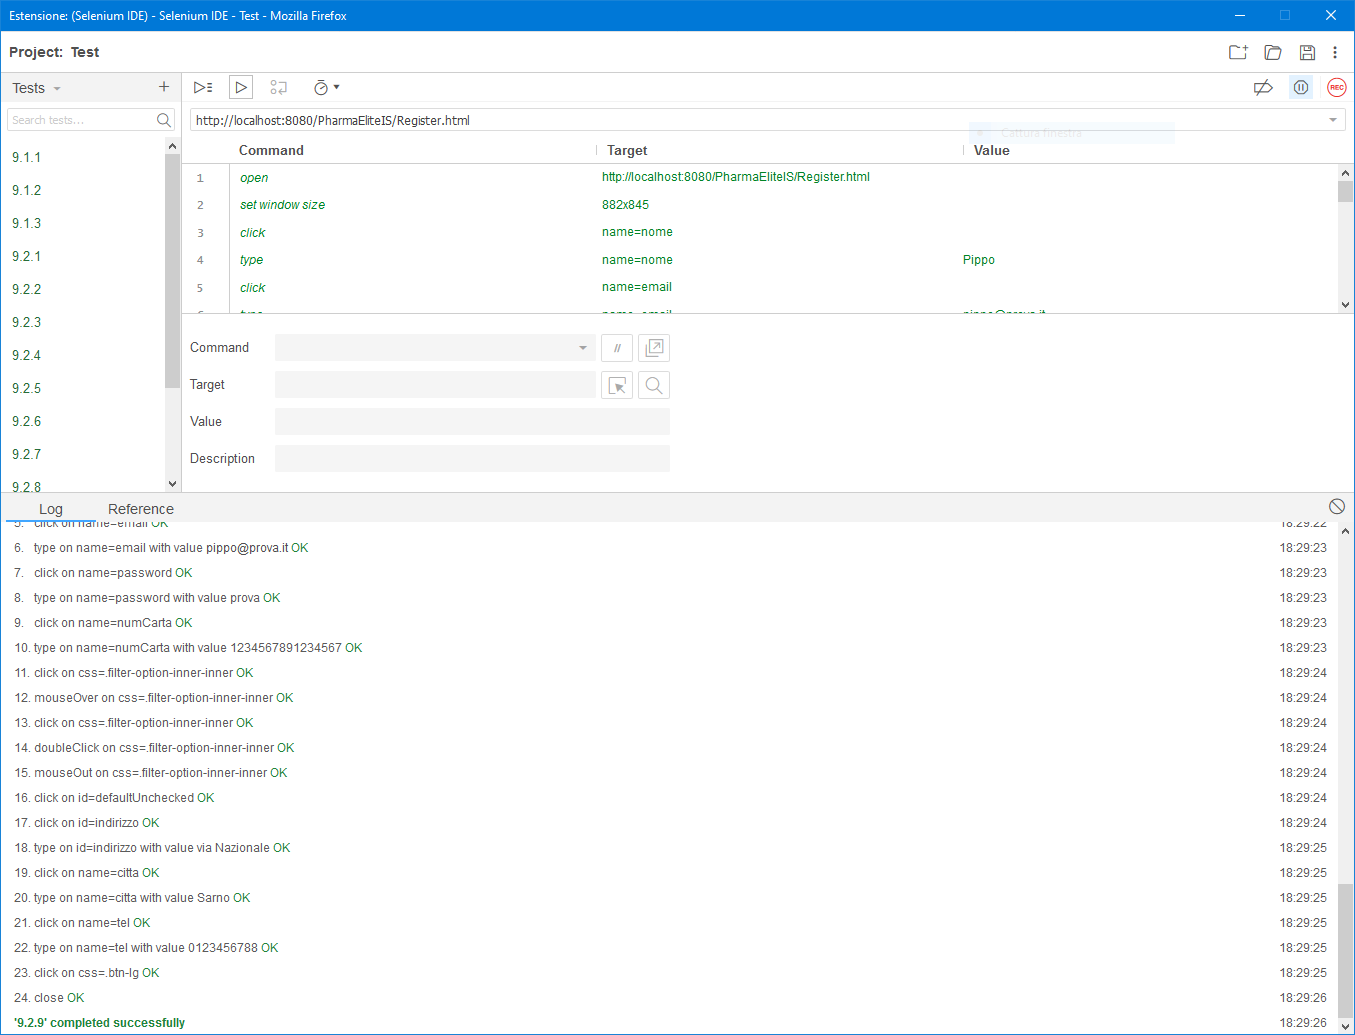 Estensione: (Selenium IDE) - Selenium IDE - Test - Mozilla Firefox
Project: Test
Tests
Search tests...
9.1.1
9.1.2
9.1.3
9.2.1
9.2.2
9.2.3
9.2.4
9.2.5
9.2.6
9.2.7
9.2.8
REC
http://localhost:8080/PharmaEliteIS/Register.html
Cattura finestra
Command Target Value
1 open http://localhost:8080/PharmaEliteIS/Register.html
2 set window size 882x845
3 click name=nome
4 type name=nome Pippo
5 click name=email
6 type name=email pippo@prova.it
Command //
Target
Value
Description
Log Reference
5. click on name=email OK 18:29:22
6. type on name=email with value pippo@prova.it OK 18:29:23
7. click on name=password OK 18:29:23
8. type on name=password with value prova OK 18:29:23
9. click on name=numCarta OK 18:29:23
10. type on name=numCarta with value 1234567891234567 OK 18:29:23
11. click on css=.filter-option-inner-inner OK 18:29:24
12. mouseOver on css=.filter-option-inner-inner OK 18:29:24
13. click on css=.filter-option-inner-inner OK 18:29:24
14. doubleClick on css=.filter-option-inner-inner OK 18:29:24
15. mouseOut on css=.filter-option-inner-inner OK 18:29:24
16. click on id=defaultUnchecked OK 18:29:24
17. click on id=indirizzo OK 18:29:24
18. type on id=indirizzo with value via Nazionale OK 18:29:25
19. click on name=citta OK 18:29:25
20. type on name=citta with value Sarno OK 18:29:25
21. click on name=tel OK 18:29:25
22. type on name=tel with value 0123456788 OK 18:29:25
23. click on css=.btn-lg OK 18:29:25
24. close OK 18:29:26
'9.2.9' completed successfully 18:29:26